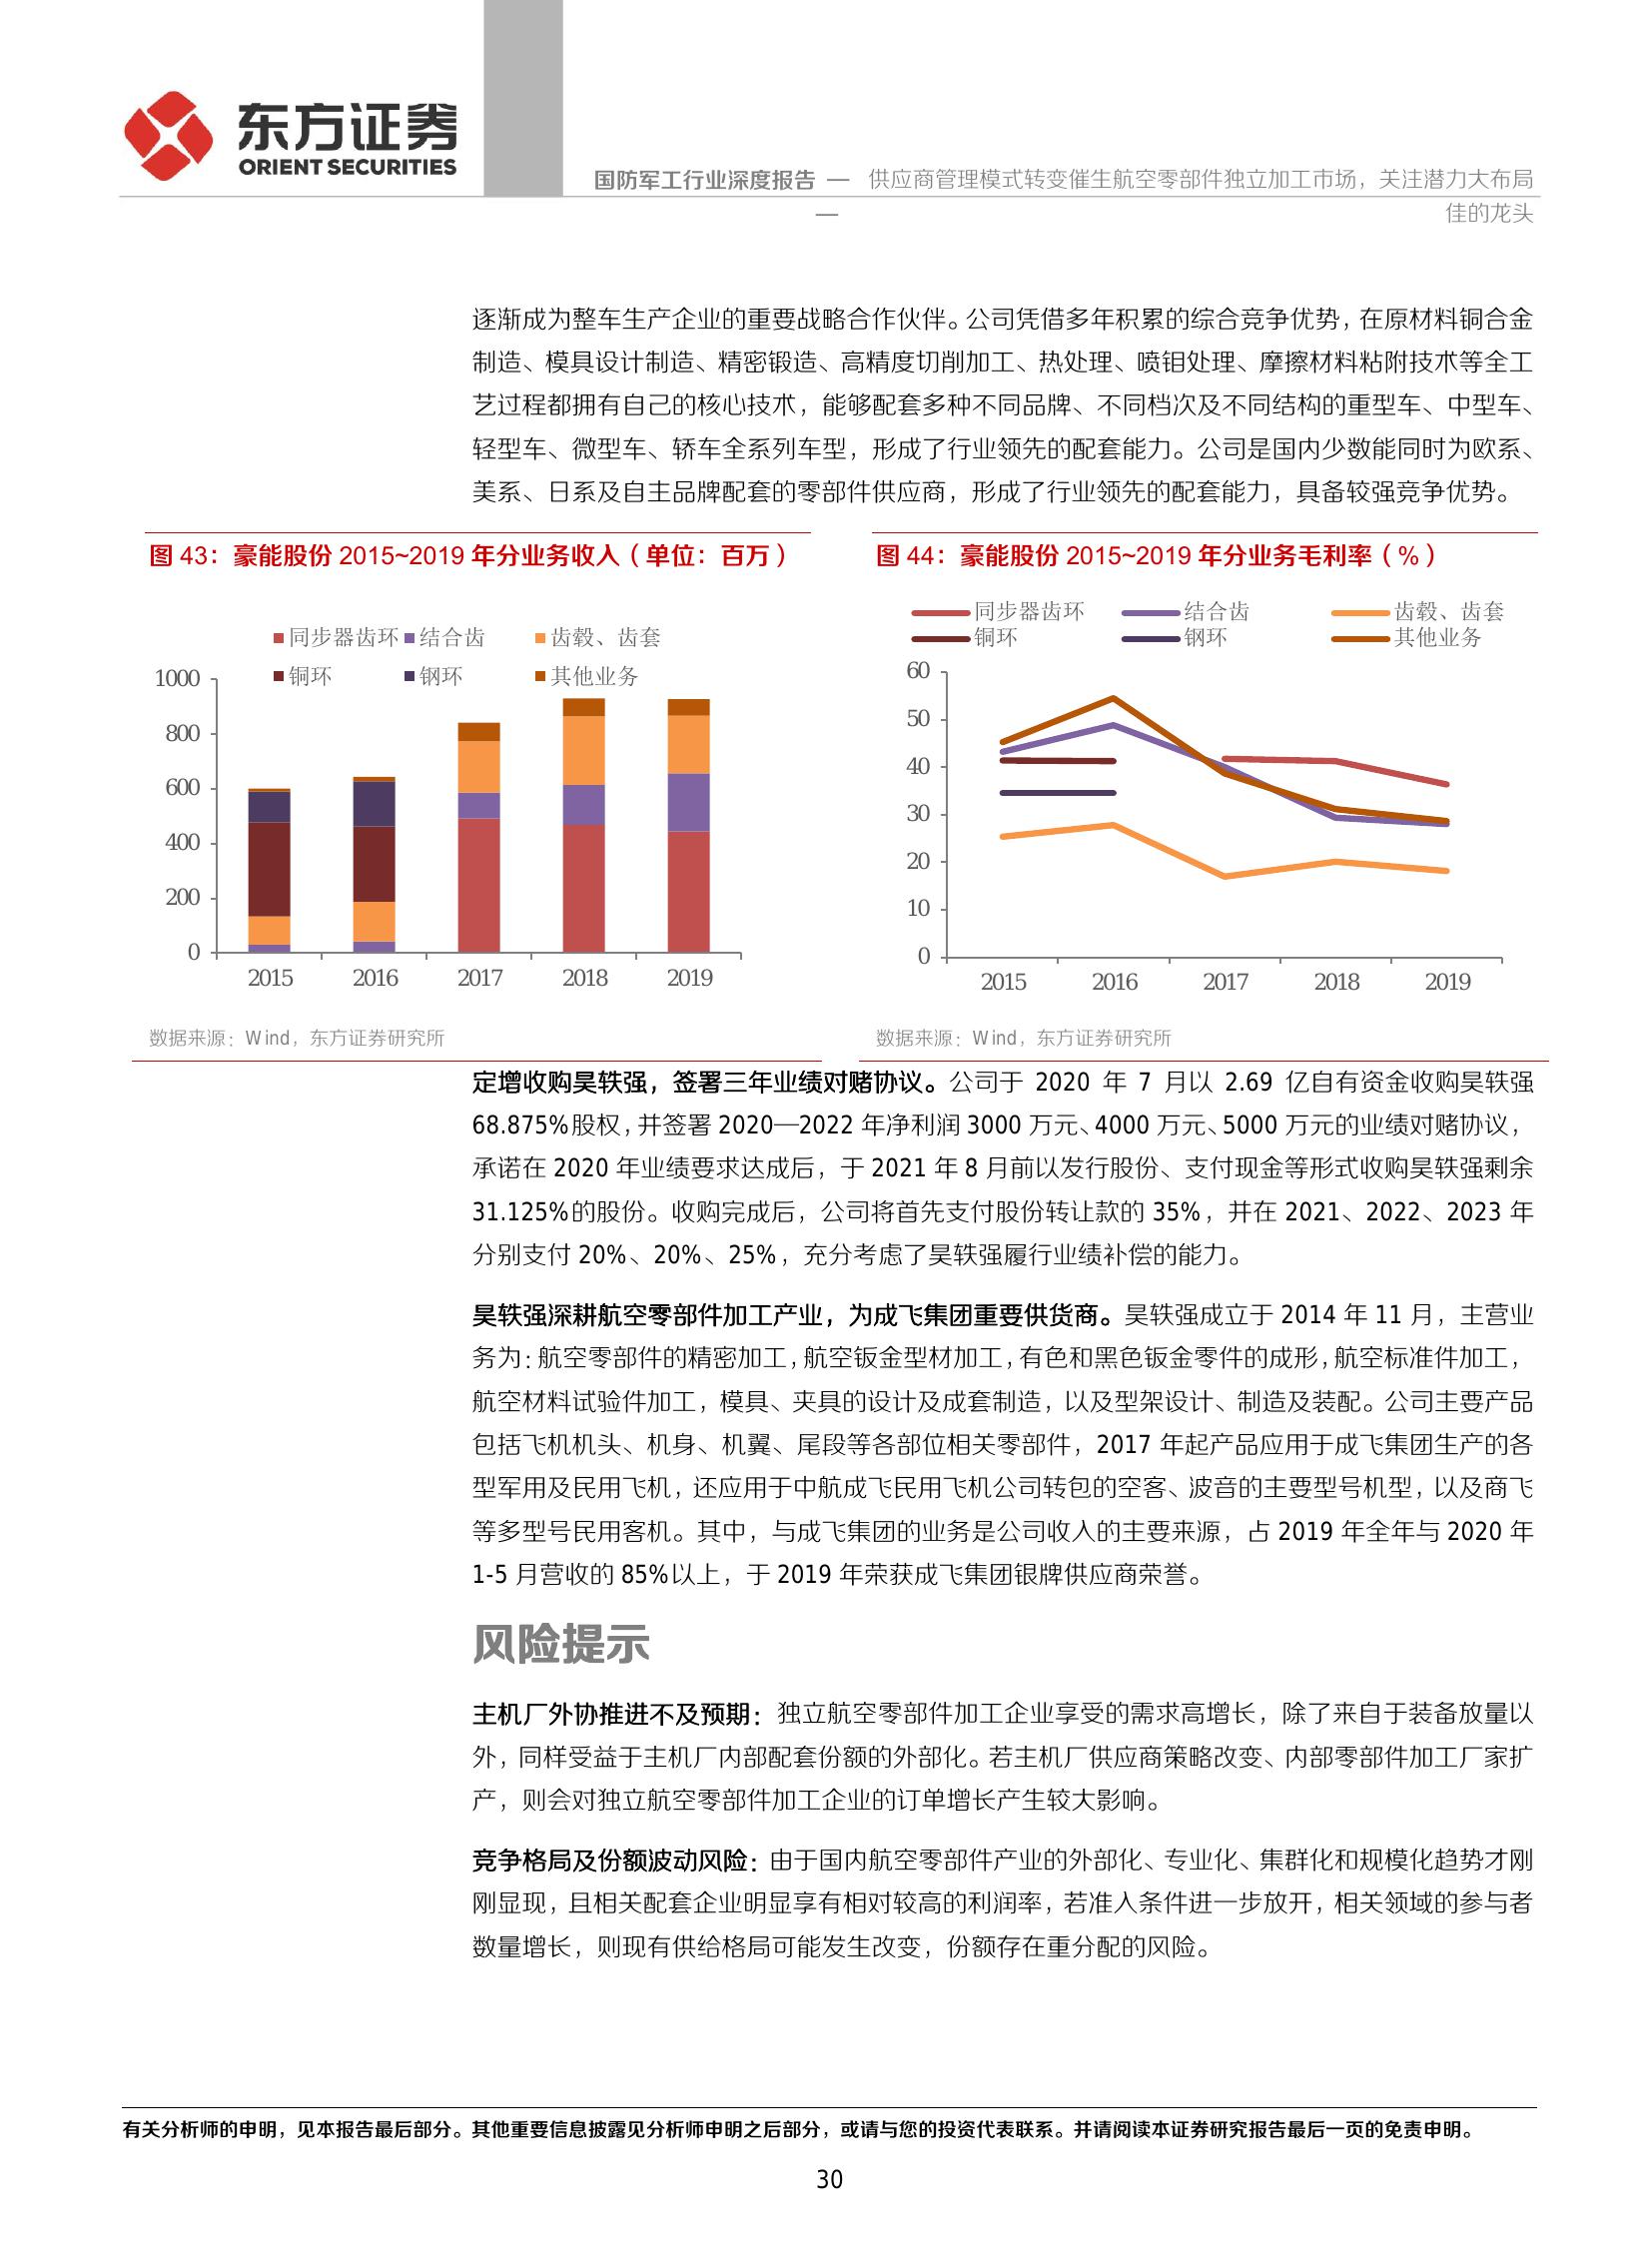 东方证券
ORIENT SECURITIES
国防军工行业深度报告 —— 供应商管理模式转变催生航空零部件独立加工市场，关注潜力大布局
佳的龙头
逐渐成为整车生产企业的重要战略合作伙伴。公司凭借多年积累的综合竞争优势，在原材料铜合金
制造、模具设计制造、精密锻造、高精度切削加工、热处理、喷钼处理、摩擦材料粘附技术等全工
艺过程都拥有自己的核心技术，能够配套多种不同品牌、不同档次及不同结构的重型车、中型车、
轻型车、微型车、轿车全系列车型，形成了行业领先的配套能力。公司是国内少数能同时为欧系、
美系、日系及自主品牌配套的零部件供应商，形成了行业领先的配套能力，具备较强竞争优势。
图 43：豪能股份 2015~2019 年分业务收入（单位：百万）
同步器齿环 结合齿 齿毂、齿套
铜环 钢环 其他业务
1000
800
600
400
200
0
2015 2016 2017 2018 2019
数据来源：Wind，东方证券研究所
图 44：豪能股份 2015~2019 年分业务毛利率（%）
同步器齿环 结合齿 齿毂、齿套
铜环 钢环 其他业务
60
50
40
30
20
10
0
2015 2016 2017 2018 2019
数据来源：Wind，东方证券研究所
定增收购昊轶强，签署三年业绩对赌协议。公司于 2020 年 7 月以 2.69 亿自有资金收购昊轶强
68.875%股权，并签署 2020—2022 年净利润 3000 万元、4000 万元、5000 万元的业绩对赌协议，
承诺在 2020 年业绩要求达成后，于 2021 年 8 月前以发行股份、支付现金等形式收购昊轶强剩余
31.125%的股份。收购完成后，公司将首先支付股份转让款的 35%，并在 2021、2022、2023 年
分别支付 20%、20%、25%，充分考虑了昊轶强履行业绩补偿的能力。
昊轶强深耕航空零部件加工产业，为成飞集团重要供货商。昊轶强成立于 2014 年 11 月，主营业
务为：航空零部件的精密加工，航空钣金型材加工，有色和黑色钣金零件的成形，航空标准件加工，
航空材料试验件加工，模具、夹具的设计及成套制造，以及型架设计、制造及装配。公司主要产品
包括飞机机头、机身、机翼、尾段等各部位相关零部件，2017 年起产品应用于成飞集团生产的各
型军用及民用飞机，还应用于中航成飞民用飞机公司转包的空客、波音的主要型号机型，以及商飞
等多型号民用客机。其中，与成飞集团的业务是公司收入的主要来源，占 2019 年全年与 2020 年
1-5 月营收的 85%以上，于 2019 年荣获成飞集团银牌供应商荣誉。
风险提示
主机厂外协推进不及预期：独立航空零部件加工企业享受的需求高增长，除了来自于装备放量以
外，同样受益于主机厂内部配套份额的外部化。若主机厂供应商策略改变、内部零部件加工厂家扩
产，则会对独立航空零部件加工企业的订单增长产生较大影响。
竞争格局及份额波动风险：由于国内航空零部件产业的外部化、专业化、集群化和规模化趋势才刚
刚显现，且相关配套企业明显享有相对较高的利润率，若准入条件进一步放开，相关领域的参与者
数量增长，则现有供给格局可能发生改变，份额存在重分配的风险。
有关分析师的申明，见本报告最后部分。其他重要信息披露见分析师申明之后部分，或请与您的投资代表联系。并请阅读本证券研究报告最后一页的免责申明。
30